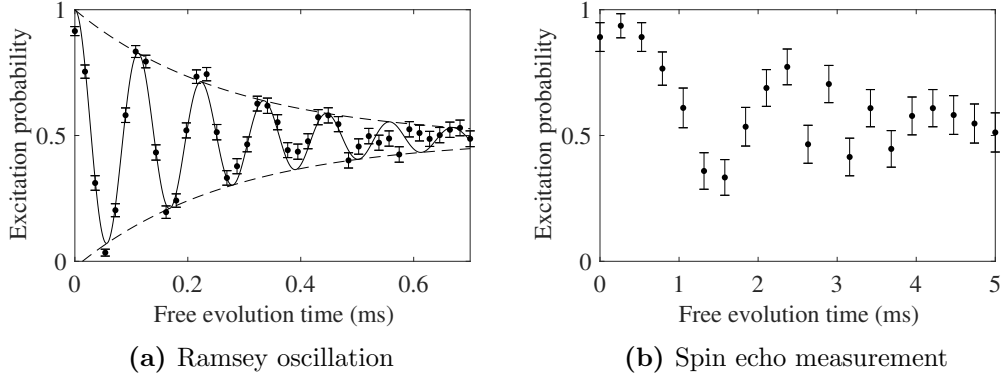 Excitation probability
1
0.5
0
0
0.2
0.4
0.6
Free evolution time (ms)
(a) Ramsey oscillation
Excitation probability
1
0.5
0
0
1
2
3
4
5
Free evolution time (ms)
(b) Spin echo measurement